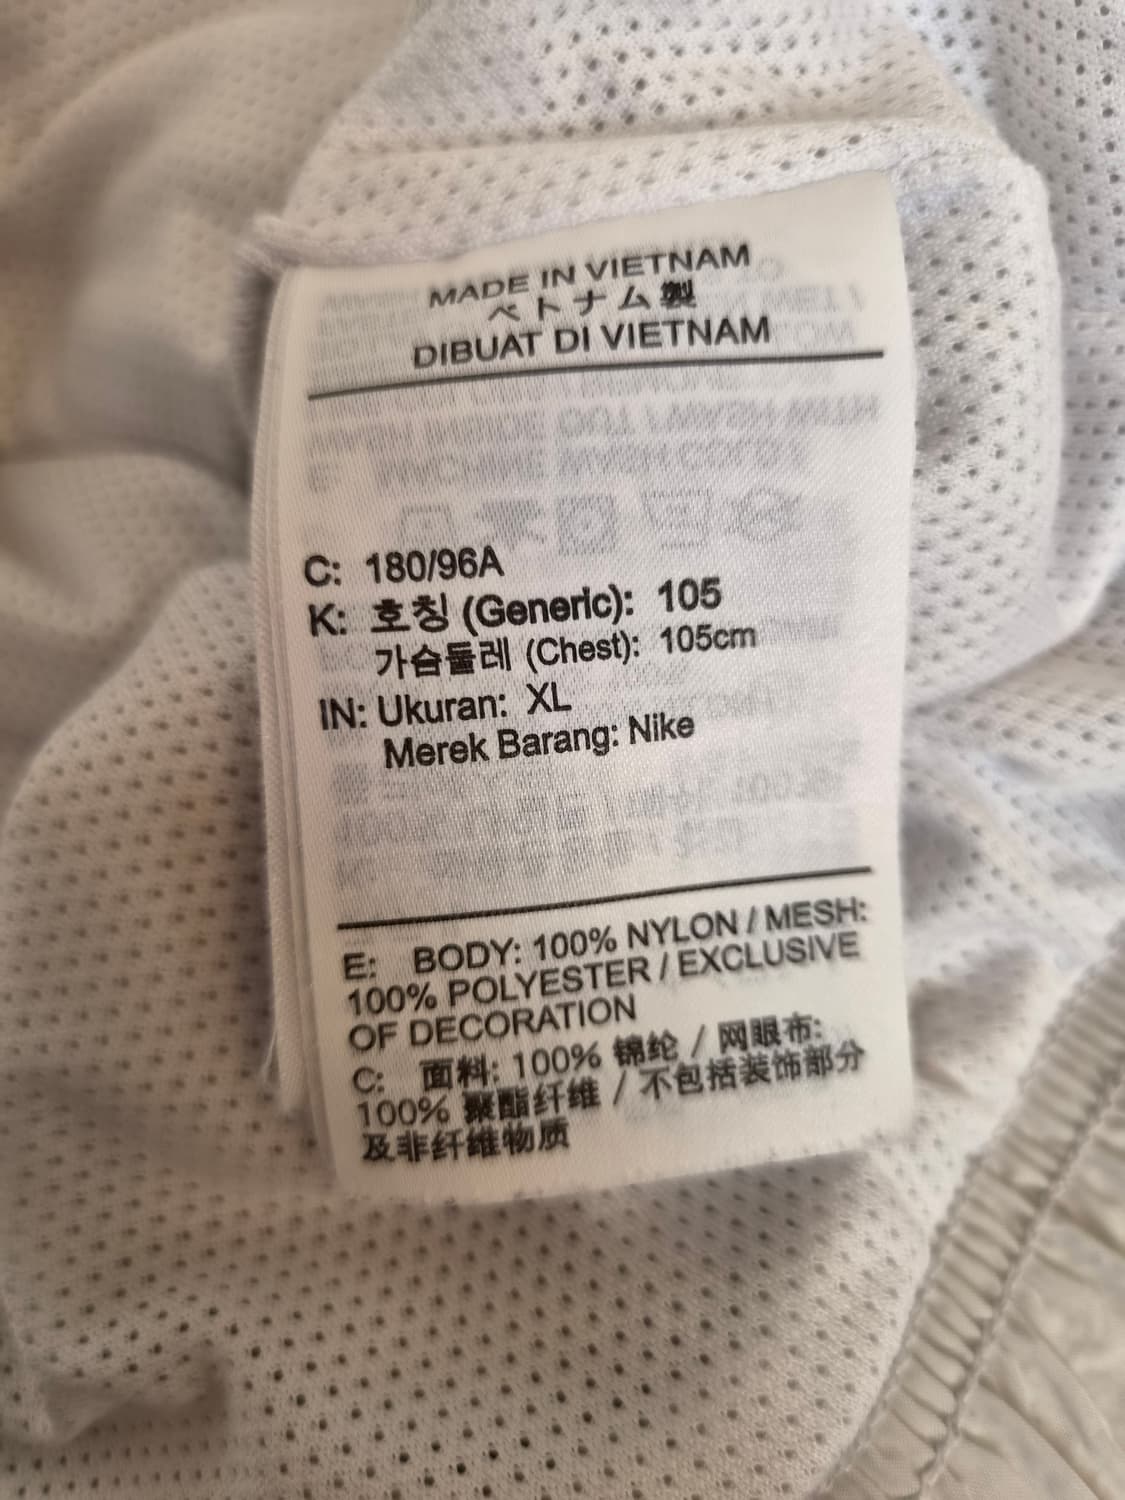 MADE IN VIETNAM
ベトナム製
DIBUAT DI VIETNAM
C: 180/96A
K: 호칭 (Generic): 105
가슴둘레 (Chest): 105cm
IN: Ukuran: XL
Merek Barang: Nike
E: BODY: 100% NYLON / MESH:
100% POLYESTER / EXCLUSIVE
OF DECORATION
C: 面料: 100% 锦纶 / 网眼布:
100% 聚酯纤维 / 不包括装饰部分
及非纤维物质